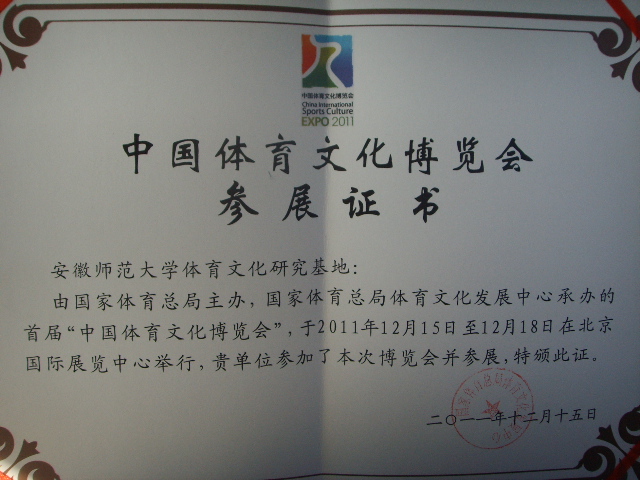 中国体育文化博览会
China International
Sports Culture
EXPO 2011
中国体育文化博览会
参展证书
安徽师范大学体育文化研究基地：
由国家体育总局主办，国家体育总局体育文化发展中心承办的
首届“中国体育文化博览会”，于2011年12月15日至12月18日在北京
国际展览中心举行，贵单位参加了本次博览会并参展，特颁此证。
二〇一一年十二月十五日